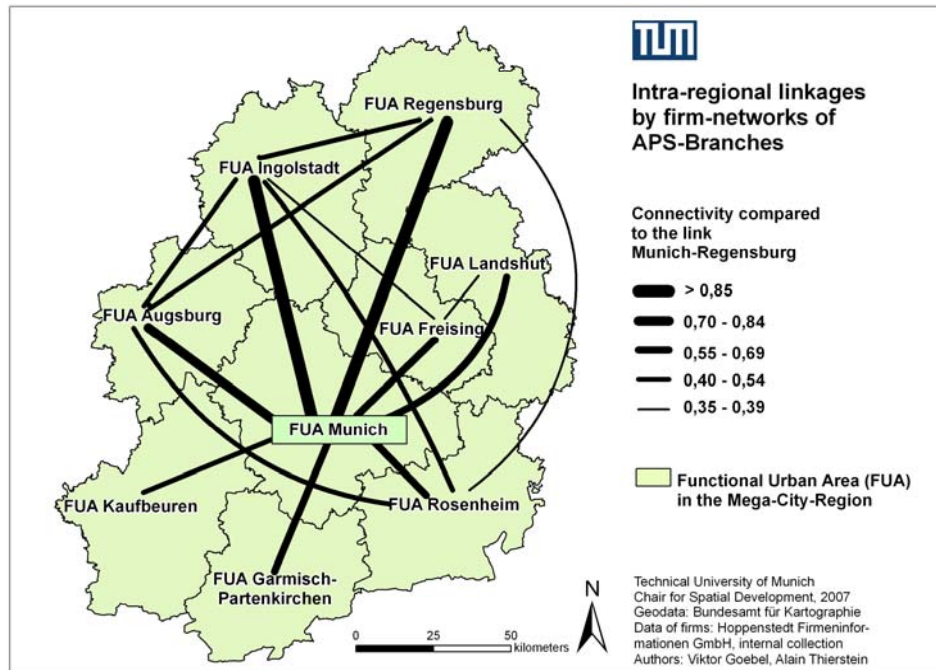 TUM
Intra-regional linkages
by firm-networks of
APS-Branches
Connectivity compared
to the link
Munich-Regensburg
> 0,85
0,70 - 0,84
0,55 - 0,69
0,40 - 0,54
0,35 - 0,39
Functional Urban Area (FUA)
in the Mega-City-Region
FUA Regensburg
FUA Ingolstadt
FUA Landshut
FUA Augsburg
FUA Freising
FUA Munich
FUA Kaufbeuren
FUA Rosenheim
FUA Garmisch-
Partenkirchen
N
0 25 50
kilometers
Technical University of Munich
Chair for Spatial Development, 2007
Geodata: Bundesamt für Kartographie
Data of firms: Hoppenstedt Firmeninfor-
mationen GmbH, internal collection
Authors: Viktor Goebel, Alain Thierstein